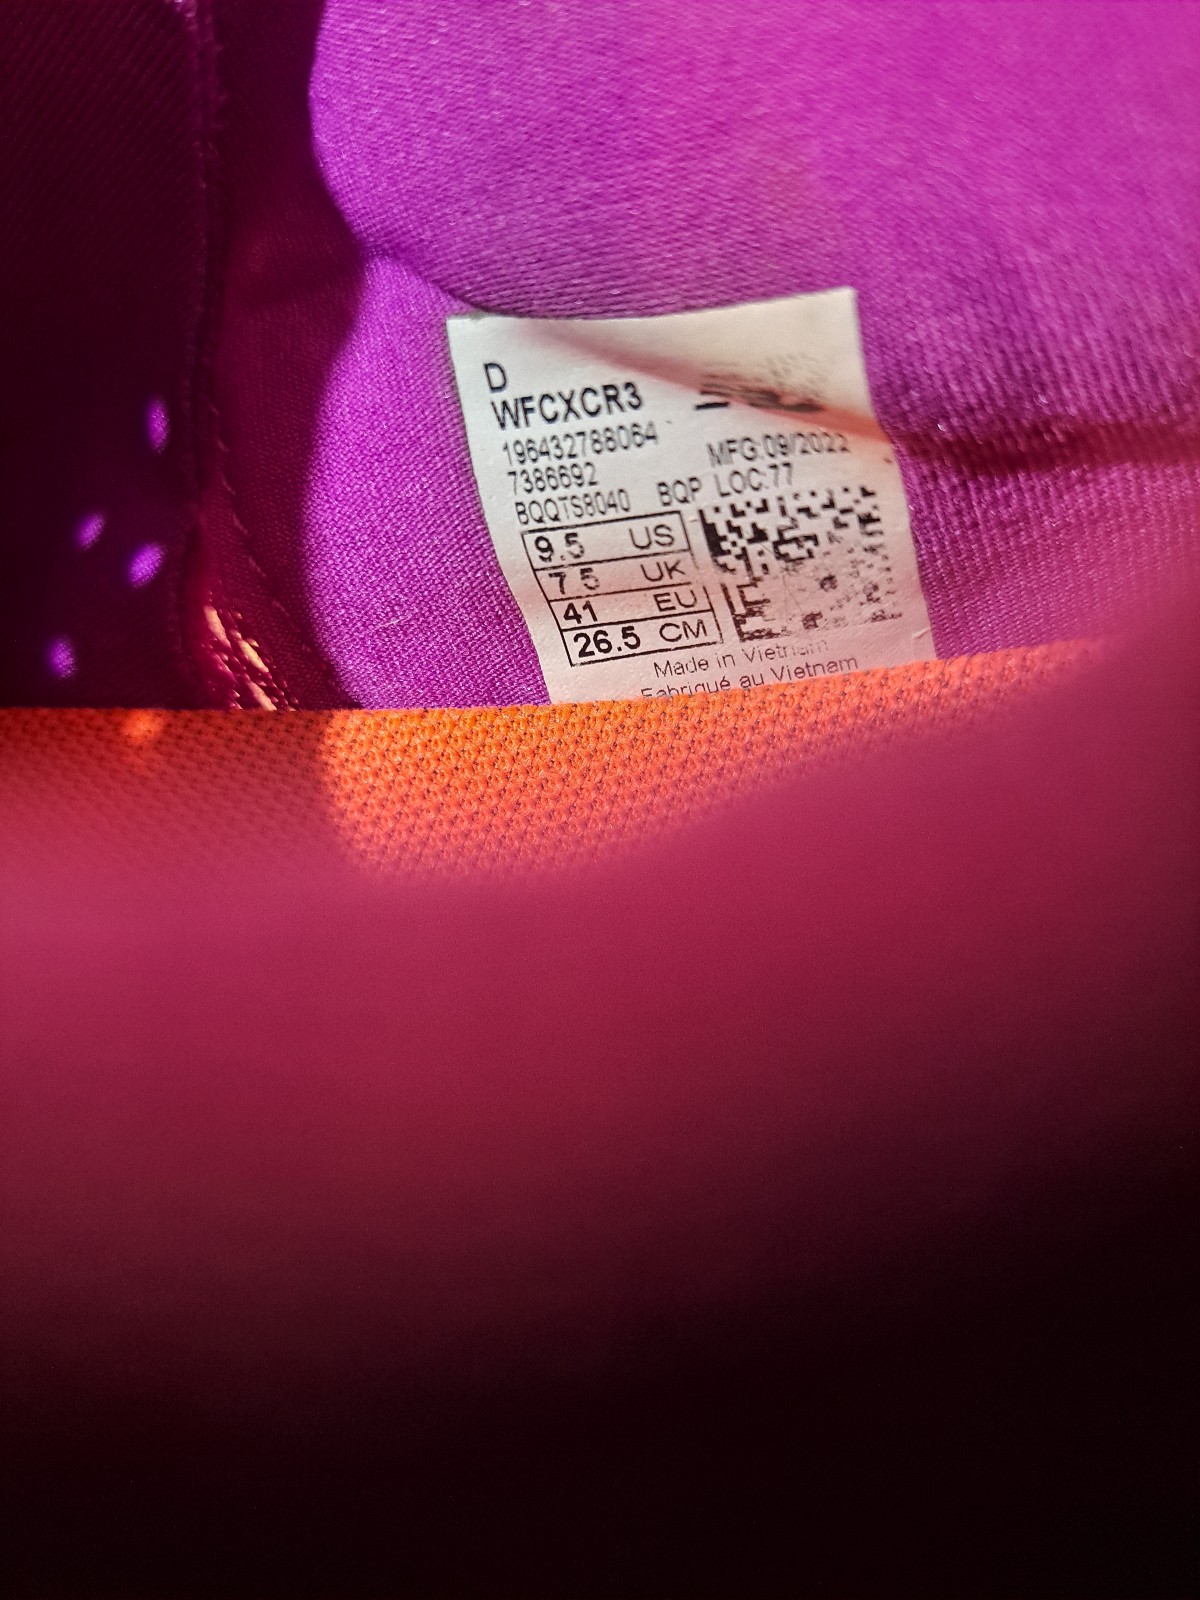 D
WFCXCR3
196432788064
7386692
BQQTS8040 BQP
MFG:09/2022
LOC:77
9.5 US
7.5 UK
41 EU
26.5 CM
Made in Vietnam
Fabriqué au Vietnam